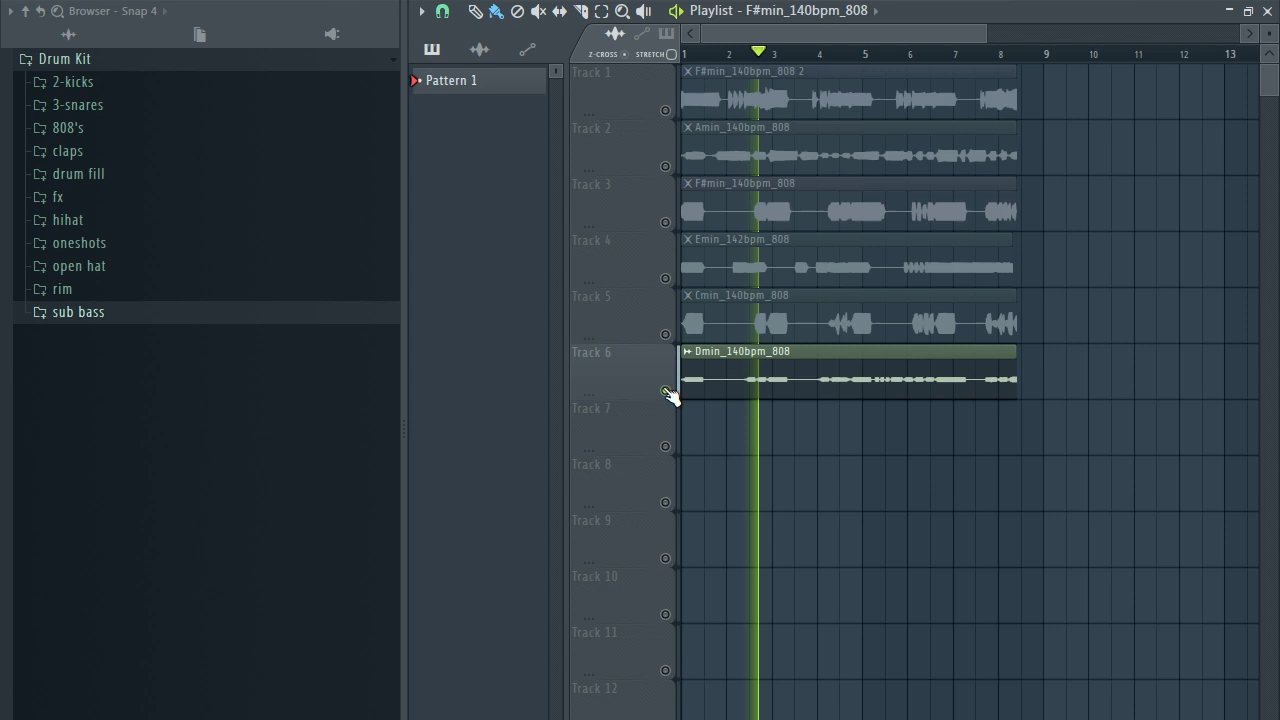 Browser - Snap 4
Drum Kit
2-kicks
3-snares
808's
claps
drum fill
fx
hihat
oneshots
open hat
rim
sub bass
Pattern 1
Playlist - F#min_140bpm_808
Z-CROSS STRETCH
1 2 3 4 5 6 7 8 9 10 11 12 13
Track 1
F#min_140bpm_808 2
Track 2
Amin_140bpm_808
Track 3
F#min_140bpm_808
Track 4
Emin_142bpm_808
Track 5
Cmin_140bpm_808
Track 6
Dmin_140bpm_808
Track 7
Track 8
Track 9
Track 10
Track 11
Track 12